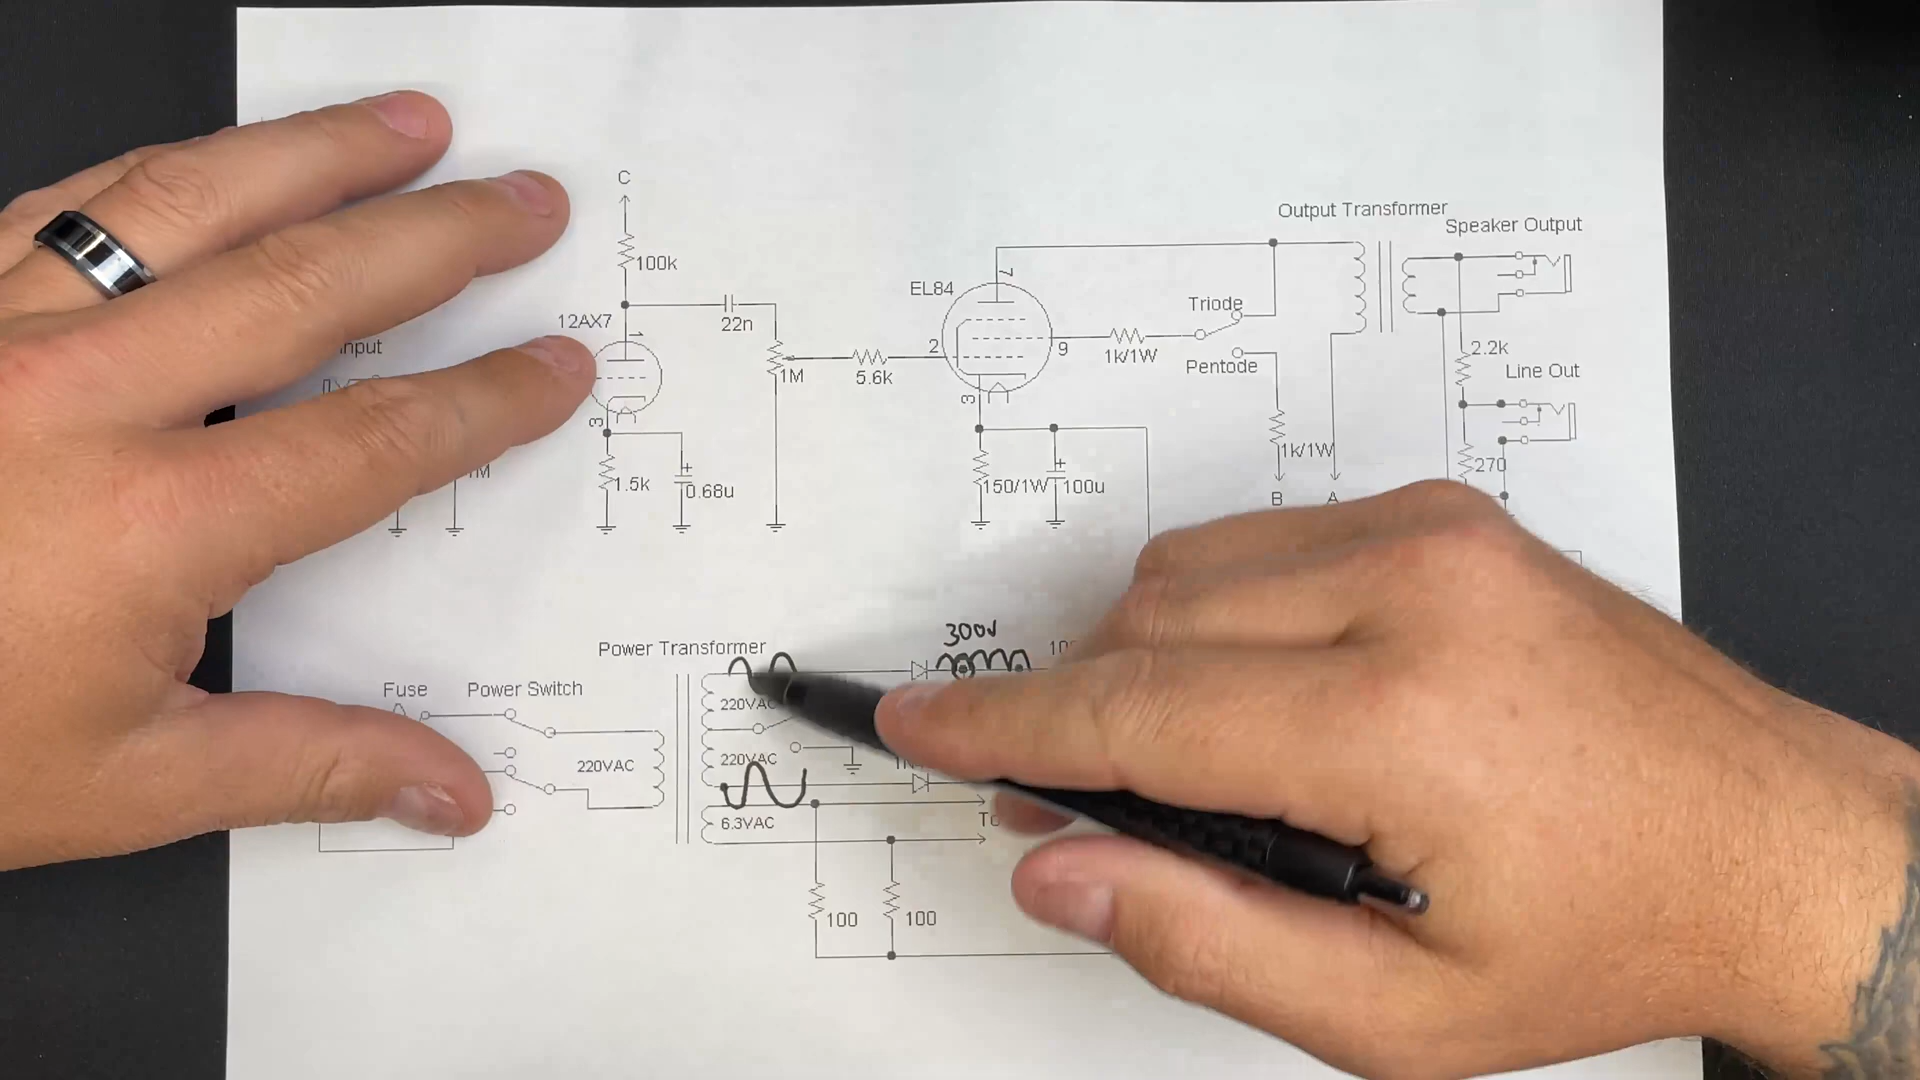 C
100k
Output Transformer
Speaker Output
EL84
7
Triode
12AX7
1
22n
2
9
1k/1W
2.2k
1M
5.6k
Pentode
Line Out
3
3
1k/1W
270
1.5k
0.68u
150/1W
100u
B
A
300V
Power Transformer
Fuse
Power Switch
220VAC
220VAC
220VAC
6.3VAC
100
100